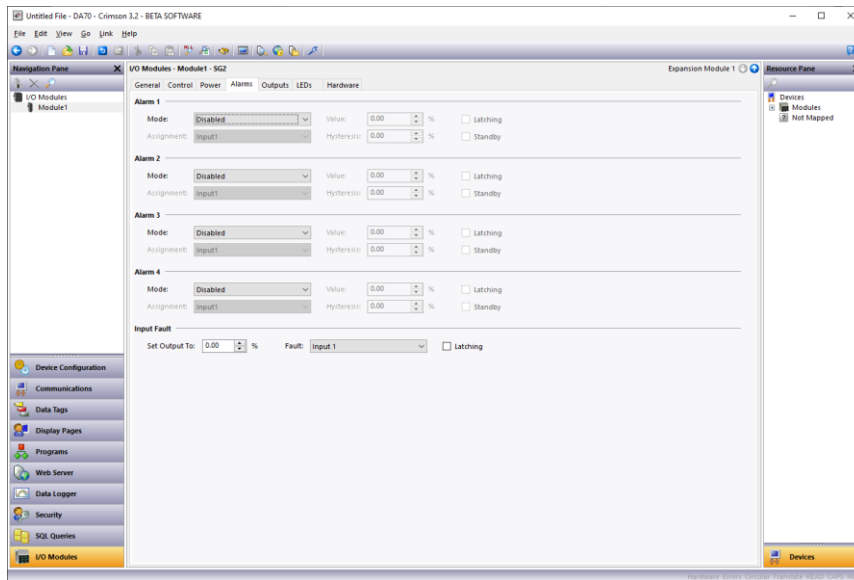 Untitled File - DA70 - Crimson 3.2 - BETA SOFTWARE
File Edit View Go Link Help
Navigation Pane
I/O Modules - Module1 - SG2
Expansion Module 1
Resource Pane
I/O Modules
Module1
General Control Power Alarms Outputs LEDs Hardware
Devices
Modules
Not Mapped
Alarm 1
Mode: Disabled Value: 0.00 % Latching
Assignment: Input1 Hysteresis: 0.00 % Standby
Alarm 2
Mode: Disabled Value: 0.00 % Latching
Assignment: Input1 Hysteresis: 0.00 % Standby
Alarm 3
Mode: Disabled Value: 0.00 % Latching
Assignment: Input1 Hysteresis: 0.00 % Standby
Alarm 4
Mode: Disabled Value: 0.00 % Latching
Assignment: Input1 Hysteresis: 0.00 % Standby
Input Fault
Set Output To: 0.00 % Fault: Input 1 Latching
Device Configuration
Communications
Data Tags
Display Pages
Programs
Web Server
Data Logger
Security
SQL Queries
I/O Modules
Devices
Hardware Errors Circular Translate READ CAPS